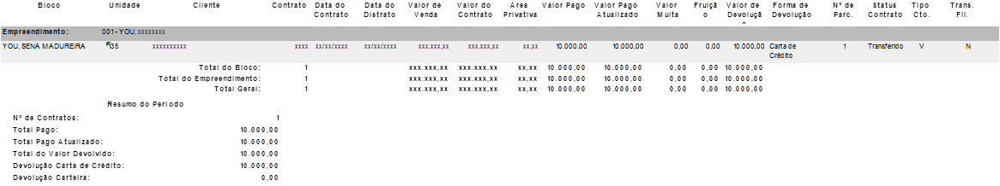 Bloco Unidade Cliente Contrato Data do Contrato Data do Distrato Valor de Venda Valor do Contrato Área Privativa Valor Pago Valor Pago Atualizado Valor Multa Fruição Valor de Devolução Forma de Devolução Nº de Parc. Status Contrato Tipo Cto. Trans. Fil.
Empreendimento: 001- YOU, xxxxxxxx
YOU, SENA MADUREIRA 135 xxxxxxxxxx xxxx xx/xx/xxxx xx/xx/xxxx xxx.xxx,xx xxx.xxx,xx xx,xx 10.000,00 10.000,00 0,00 0,00 10.000,00 Carta de Crédito 1 Transferido V N
Total do Bloco: 1 xxx.xxx,xx xxx.xxx,xx xx,xx 10.000,00 10.000,00 0,00 0,00 10.000,00
Total do Empreendimento: 1 xxx.xxx,xx xxx.xxx,xx xx,xx 10.000,00 10.000,00 0,00 0,00 10.000,00
Total Geral: 1 xxx.xxx,xx xxx.xxx,xx xx,xx 10.000,00 10.000,00 0,00 0,00 10.000,00
Resumo do Período
Nº de Contratos: 1
Total Pago: 10.000,00
Total Pago Atualizado: 10.000,00
Total do Valor Devolvido: 10.000,00
Devolução Carta de Crédito: 10.000,00
Devolução Carteira: 0,00